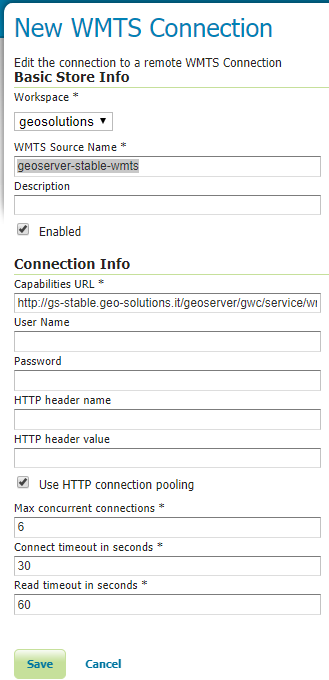 New WMTS Connection
Edit the connection to a remote WMTS Connection
Basic Store Info
Workspace *
geosolutions
WMTS Source Name *
geoserver-stable-wmts
Description
Enabled
Connection Info
Capabilities URL *
http://gs-stable.geo-solutions.it/geoserver/gwc/service/wm
User Name
Password
HTTP header name
HTTP header value
Use HTTP connection pooling
Max concurrent connections *
6
Connect timeout in seconds *
30
Read timeout in seconds *
60
Save Cancel